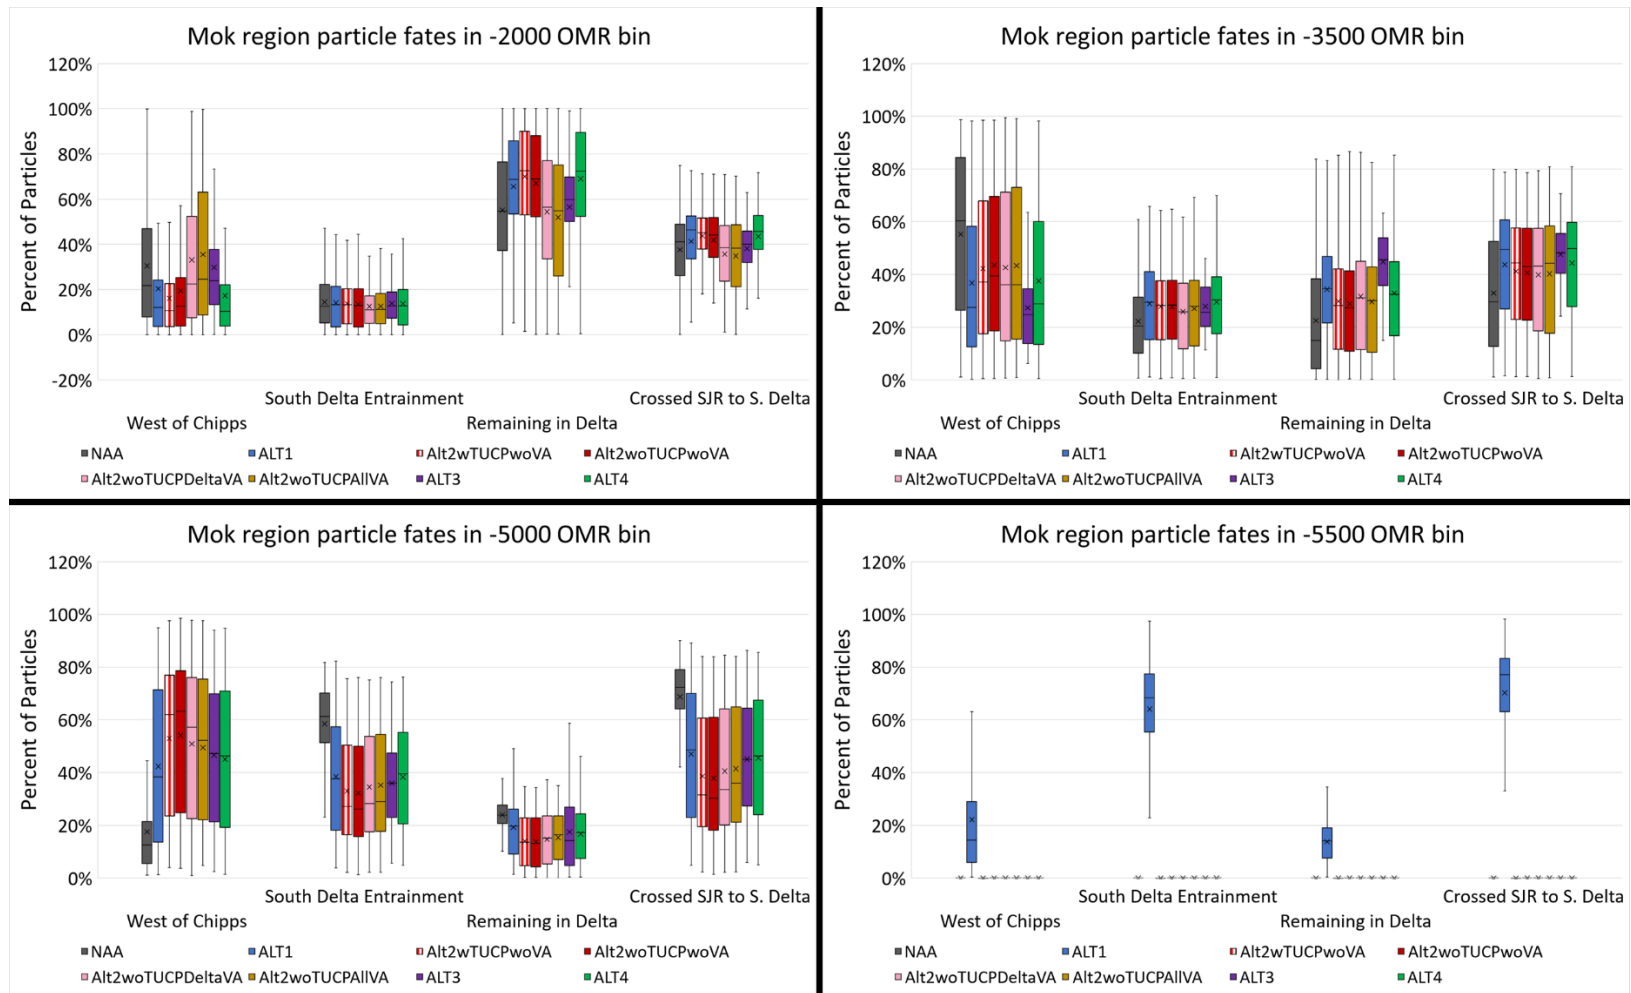 Mok region particle fates in -2000 OMR bin
120%
100%
80%
60%
40%
20%
0%
-20%
Percent of Particles
South Delta Entrainment
Crossed SJR to S. Delta
West of Chipps
Remaining in Delta
NAA
ALT1
Alt2wTUCPwoVA
Alt2woTUCPwoVA
Alt2woTUCPDeltaVA
Alt2woTUCPAllVA
ALT3
ALT4
Mok region particle fates in -3500 OMR bin
120%
100%
80%
60%
40%
20%
0%
Percent of Particles
South Delta Entrainment
Crossed SJR to S. Delta
West of Chipps
Remaining in Delta
NAA
ALT1
Alt2wTUCPwoVA
Alt2woTUCPwoVA
Alt2woTUCPDeltaVA
Alt2woTUCPAllVA
ALT3
ALT4
Mok region particle fates in -5000 OMR bin
120%
100%
80%
60%
40%
20%
0%
Percent of Particles
South Delta Entrainment
Crossed SJR to S. Delta
West of Chipps
Remaining in Delta
NAA
ALT1
Alt2wTUCPwoVA
Alt2woTUCPwoVA
Alt2woTUCPDeltaVA
Alt2woTUCPAllVA
ALT3
ALT4
Mok region particle fates in -5500 OMR bin
120%
100%
80%
60%
40%
20%
0%
Percent of Particles
South Delta Entrainment
Crossed SJR to S. Delta
West of Chipps
Remaining in Delta
NAA
ALT1
Alt2wTUCPwoVA
Alt2woTUCPwoVA
Alt2woTUCPDeltaVA
Alt2woTUCPAllVA
ALT3
ALT4